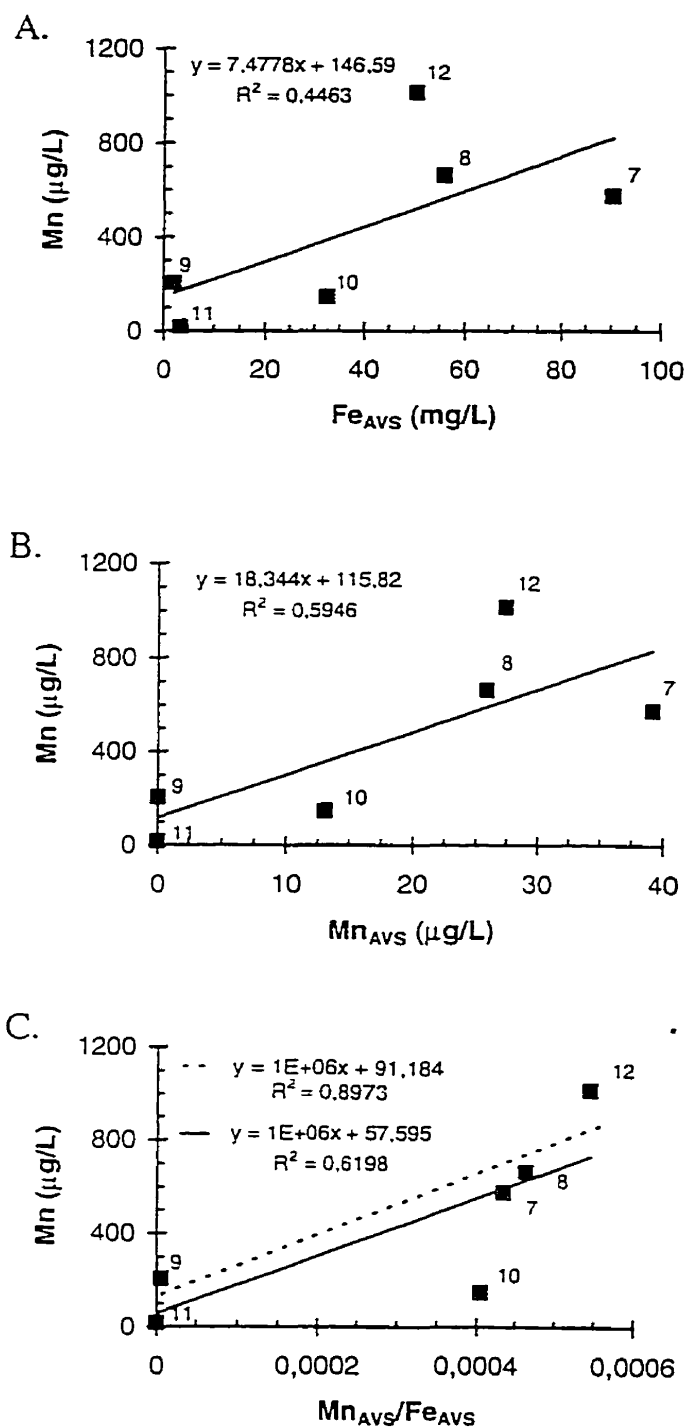 A.
1200
800
400
0
Mn (µg/L)
y = 7,4778x + 146,59
R² = 0,4463
12
8
7
9
10
11
0 20 40 60 80 100
Fe_AVS (mg/L)
B.
1200
800
400
0
Mn (µg/L)
y = 18,344x + 115,82
R² = 0,5946
12
8
7
9
10
11
0 10 20 30 40
Mn_AVS (µg/L)
C.
1200
800
400
0
Mn (µg/L)
y = 1E+06x + 91,184
R² = 0,8973
y = 1E+06x + 57,595
R² = 0,6198
12
8
7
9
10
11
0 0,0002 0,0004 0,0006
Mn_AVS/Fe_AVS